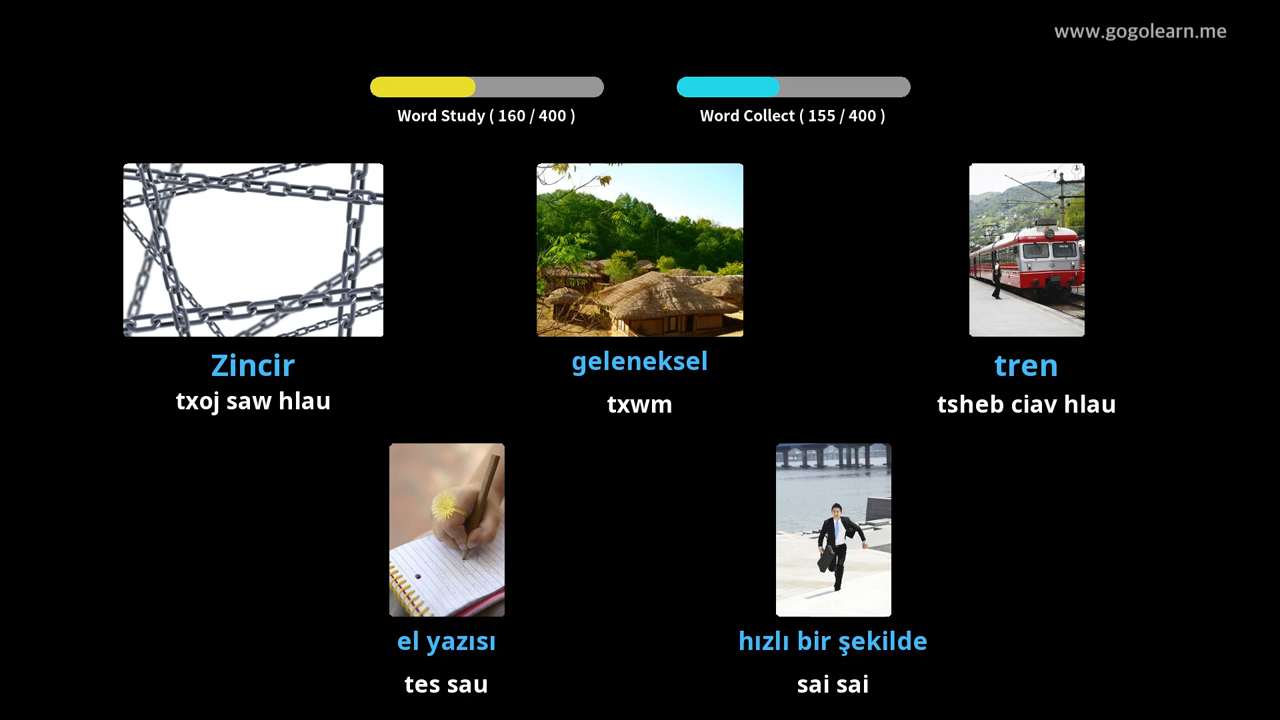 www.gogolearn.me
Word Study ( 160 / 400 )
Word Collect ( 155 / 400 )
Zincir
txoj saw hlau
geleneksel
txwm
tren
tsheb ciav hlau
el yazısı
tes sau
hızlı bir şekilde
sai sai